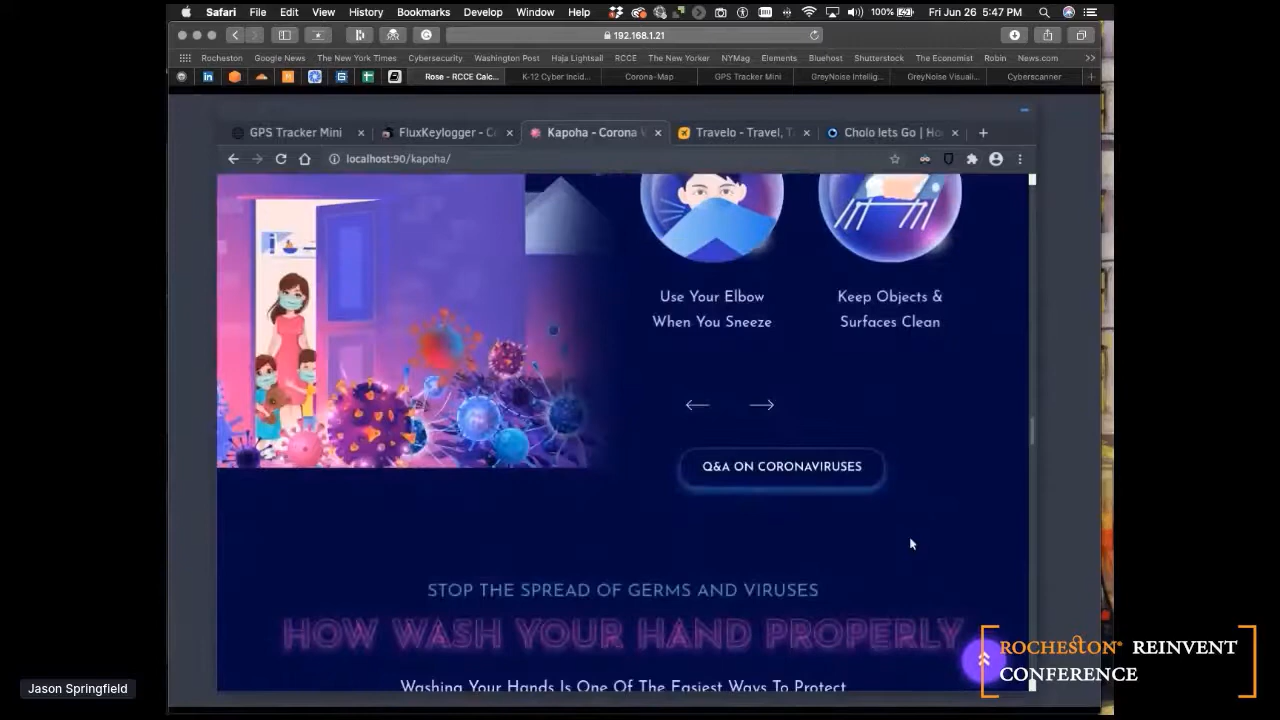 Safari File Edit View History Bookmarks Develop Window Help 100% Fri Jun 26 5:47 PM
192.168.1.21
Rocheston Google News The New York Times Cybersecurity Washington Post Haja Lightsail RCCE The New Yorker NYMag Elements Bluehost Shutterstock The Economist Robin News.com
Rose - RCCE Calc... K-12 Cyber Incid... Corona-Map GPS Tracker Mini GreyNoise Intellig... GreyNoise Visuali... Cyberscanner
GPS Tracker Mini FluxKeylogger - Kapoha - Corona Travelo - Travel, T Cholo lets Go |
localhost:90/kapoha/
Use Your Elbow
When You Sneeze
Keep Objects &
Surfaces Clean
Q&A ON CORONAVIRUSES
STOP THE SPREAD OF GERMS AND VIRUSES
HOW WASH YOUR HAND PROPERLY
Washing Your Hands Is One Of The Easiest Ways To Protect
ROCHESTON® REINVENT
CONFERENCE
Jason Springfield